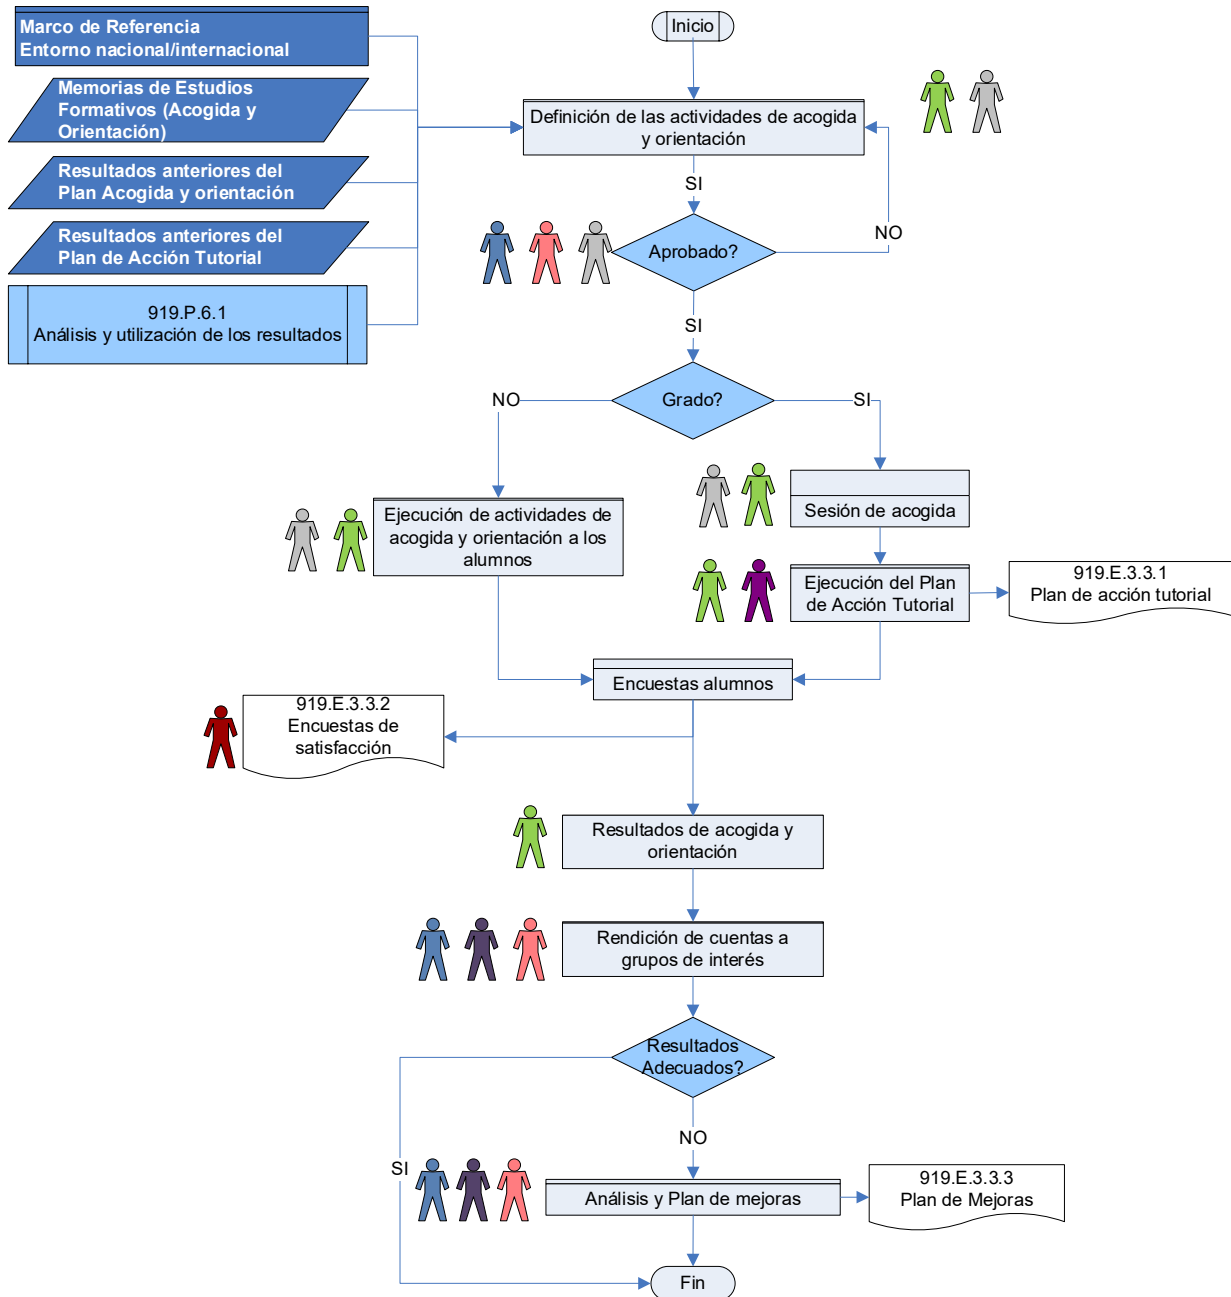 Marco de Referencia
Entorno nacional/internacional
Inicio
Memorias de Estudios
Formativos (Acogida y
Orientación)
Definición de las actividades de acogida
y orientación
Resultados anteriores del
Plan Acogida y orientación
SI
Resultados anteriores del
Plan de Acción Tutorial
Aprobado?
NO
919.P.6.1
Análisis y utilización de los resultados
SI
Grado?
NO
SI
Sesión de acogida
Ejecución de actividades de
acogida y orientación a los
alumnos
Ejecución del Plan
de Acción Tutorial
919.E.3.3.1
Plan de acción tutorial
Encuestas alumnos
919.E.3.3.2
Encuestas de
satisfacción
Resultados de acogida y
orientación
Rendición de cuentas a
grupos de interés
Resultados
Adecuados?
NO
SI
Análisis y Plan de mejoras
919.E.3.3.3
Plan de Mejoras
Fin